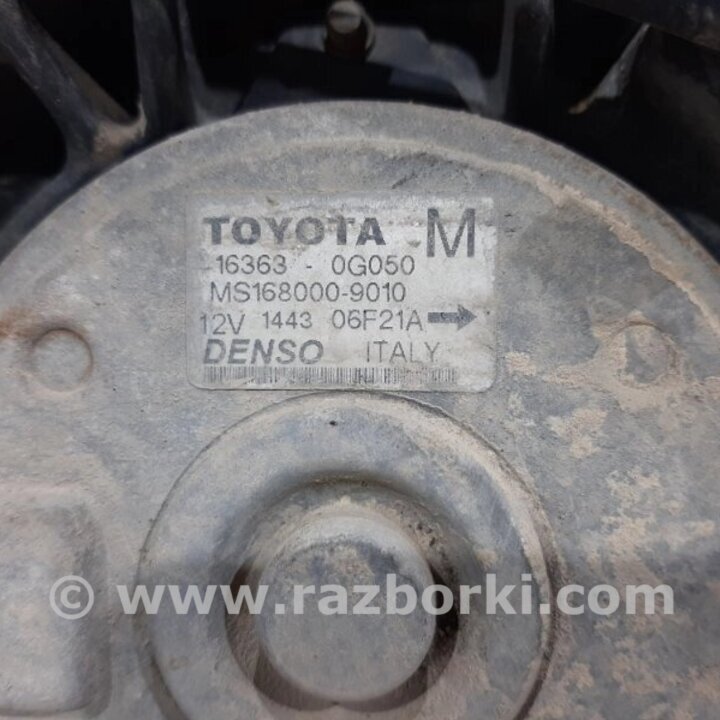 TOYOTA M
16363 - 0G050
MS168000-9010
12V 1443 06F21A →
DENSO ITALY
© www.razborki.com